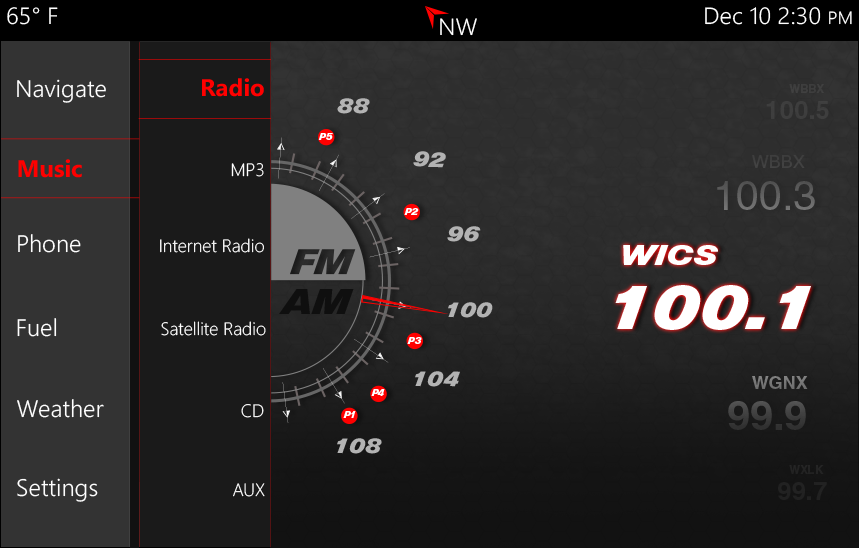 65° F
NW
Dec 10 2:30 PM
Navigate
Music
Phone
Fuel
Weather
Settings
Radio
MP3
Internet Radio
Satellite Radio
CD
AUX
88
P5
92
P2
96
FM
AM
100
P3
104
P4
P1
108
WBBX
100.5
WBBX
100.3
WICS
100.1
WGNX
99.9
WXLK
99.7